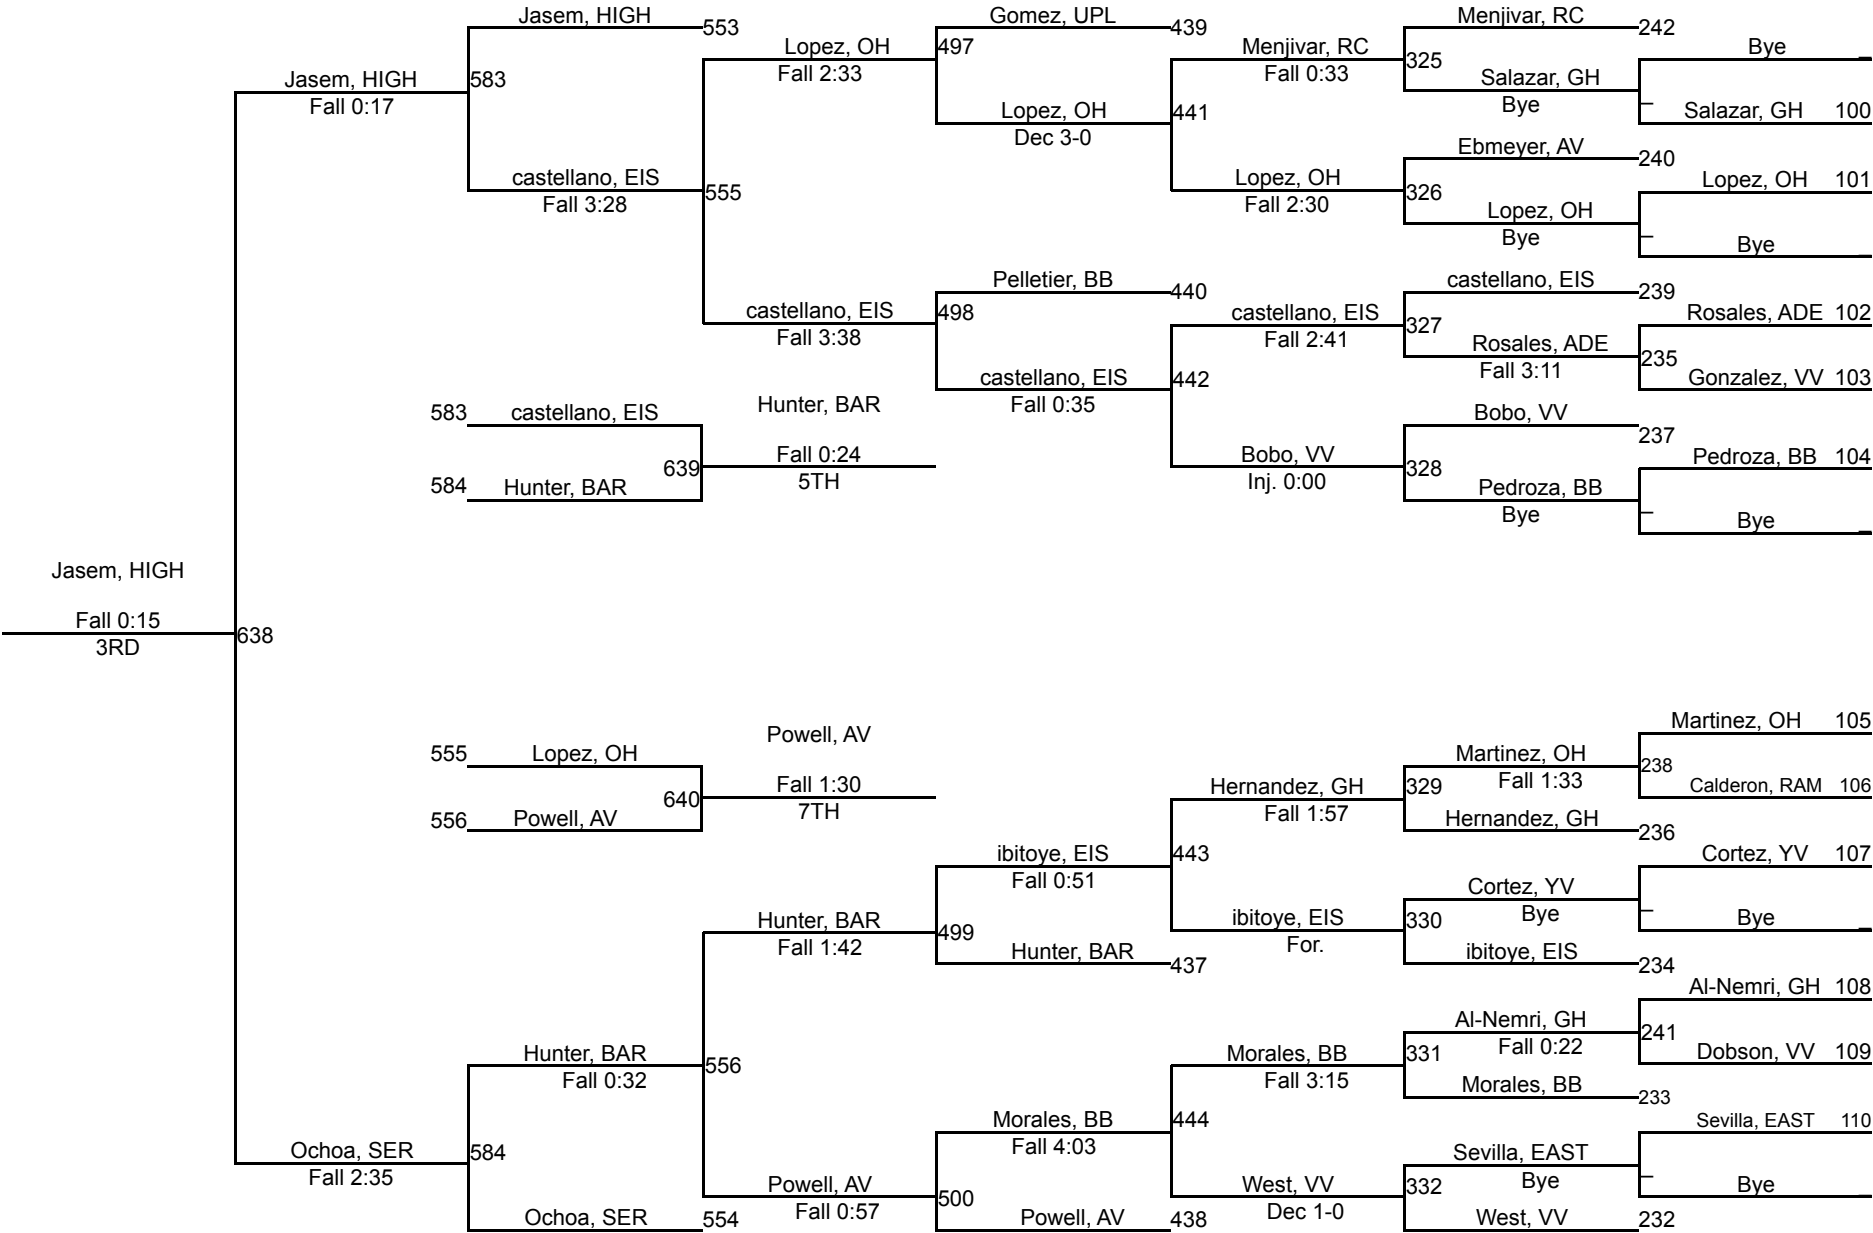 Jasem, HIGH
553
Gomez, UPL
439
Menjivar, RC
242
Lopez, OH
Fall 2:33
497
Menjivar, RC
Fall 0:33
325
Bye
_
Jasem, HIGH
Fall 0:17
583
Salazar, GH
Bye
_
Salazar, GH 100
Lopez, OH
Dec 3-0
441
Ebmeyer, AV
240
castellano, EIS
Fall 3:28
555
Lopez, OH
Fall 2:30
326
Lopez, OH 101
Lopez, OH
Bye
_
Bye
_
Pelletier, BB
440
castellano, EIS
239
castellano, EIS
Fall 3:38
498
castellano, EIS
Fall 2:41
327
Rosales, ADE 102
Rosales, ADE
Fall 3:11
235
Gonzalez, VV 103
castellano, EIS
Fall 0:35
442
583 castellano, EIS
Hunter, BAR
Bobo, VV
237
639
Fall 0:24
5TH
Bobo, VV
Inj. 0:00
328
Pedroza, BB 104
584 Hunter, BAR
Pedroza, BB
Bye
_
Bye
_
Jasem, HIGH
Fall 0:15
3RD
638
Martinez, OH 105
555 Lopez, OH
Powell, AV
Martinez, OH
Fall 1:33
238
640
Fall 1:30
7TH
Hernandez, GH
Fall 1:57
329
Calderon, RAM 106
556 Powell, AV
Hernandez, GH
236
ibitoye, EIS
Fall 0:51
443
Cortez, YV 107
Hunter, BAR
Fall 1:42
499
ibitoye, EIS
For.
330
Cortez, YV
Bye
_
Bye
_
Hunter, BAR
437
ibitoye, EIS
234
Al-Nemri, GH 108
Al-Nemri, GH
Fall 0:22
241
Hunter, BAR
Fall 0:32
556
Morales, BB
Fall 3:15
331
Dobson, VV 109
Morales, BB
233
Morales, BB
Fall 4:03
444
Sevilla, EAST 110
Ochoa, SER
Fall 2:35
584
Sevilla, EAST
Bye
_
Powell, AV
Fall 0:57
500
West, VV
Dec 1-0
332
Bye
_
Ochoa, SER
554
Powell, AV
438
West, VV
232